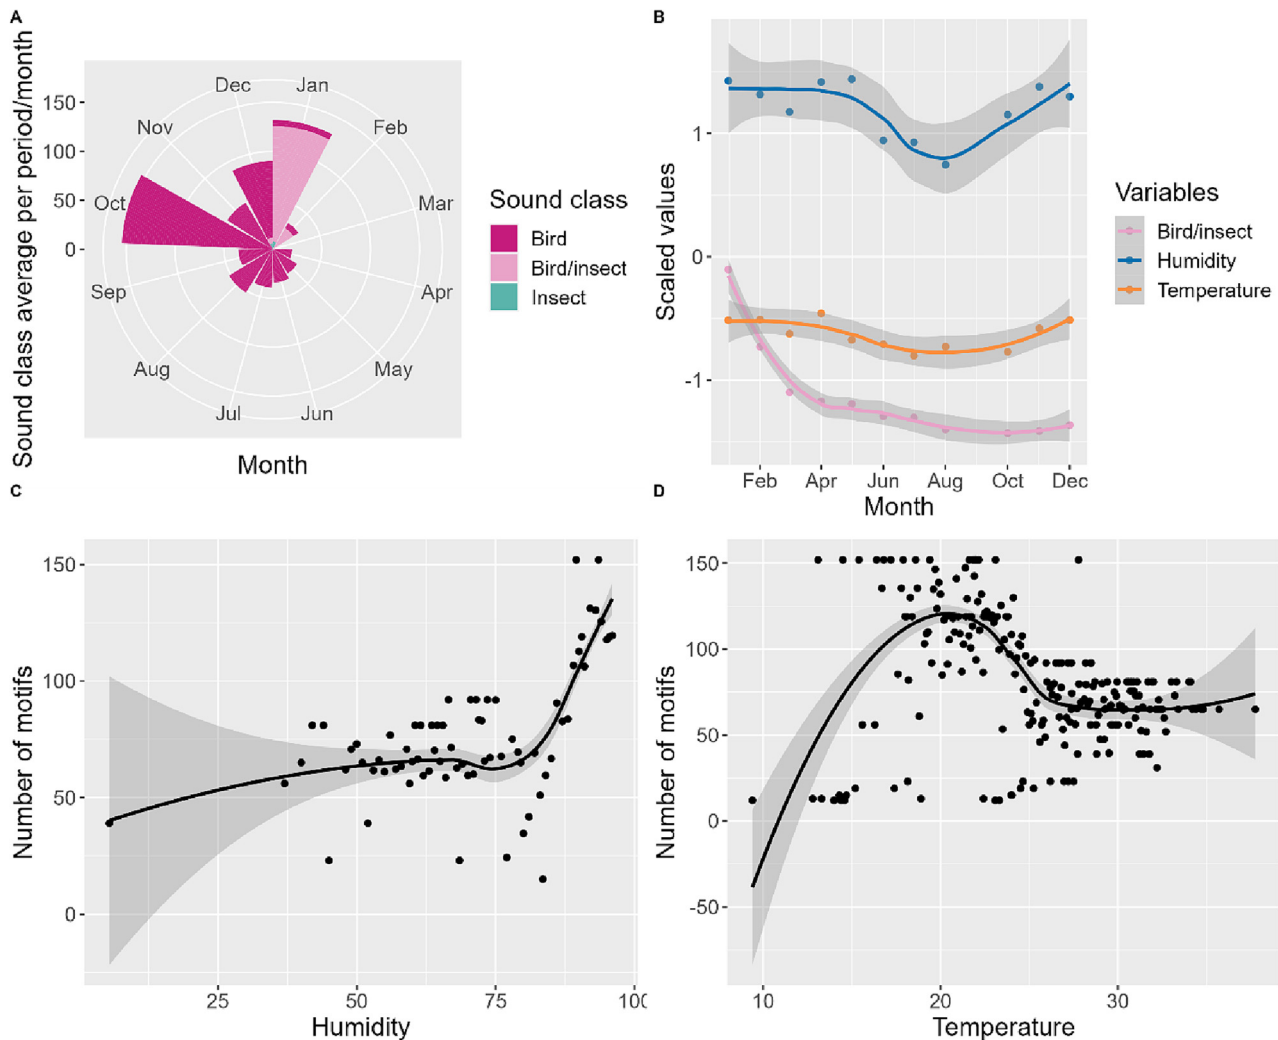 A
Sound class average per period/month
150
100
50
0
Dec
Jan
Nov
Feb
Oct
Mar
Sep
Apr
Aug
May
Jul
Jun
Month
Sound class
Bird
Bird/insect
Insect
B
Scaled values
1
0
-1
Feb
Apr
Jun
Aug
Oct
Dec
Month
Variables
Bird/insect
Humidity
Temperature
C
Number of motifs
150
100
50
0
25
50
75
100
Humidity
D
Number of motifs
150
100
50
0
-50
10
20
30
Temperature